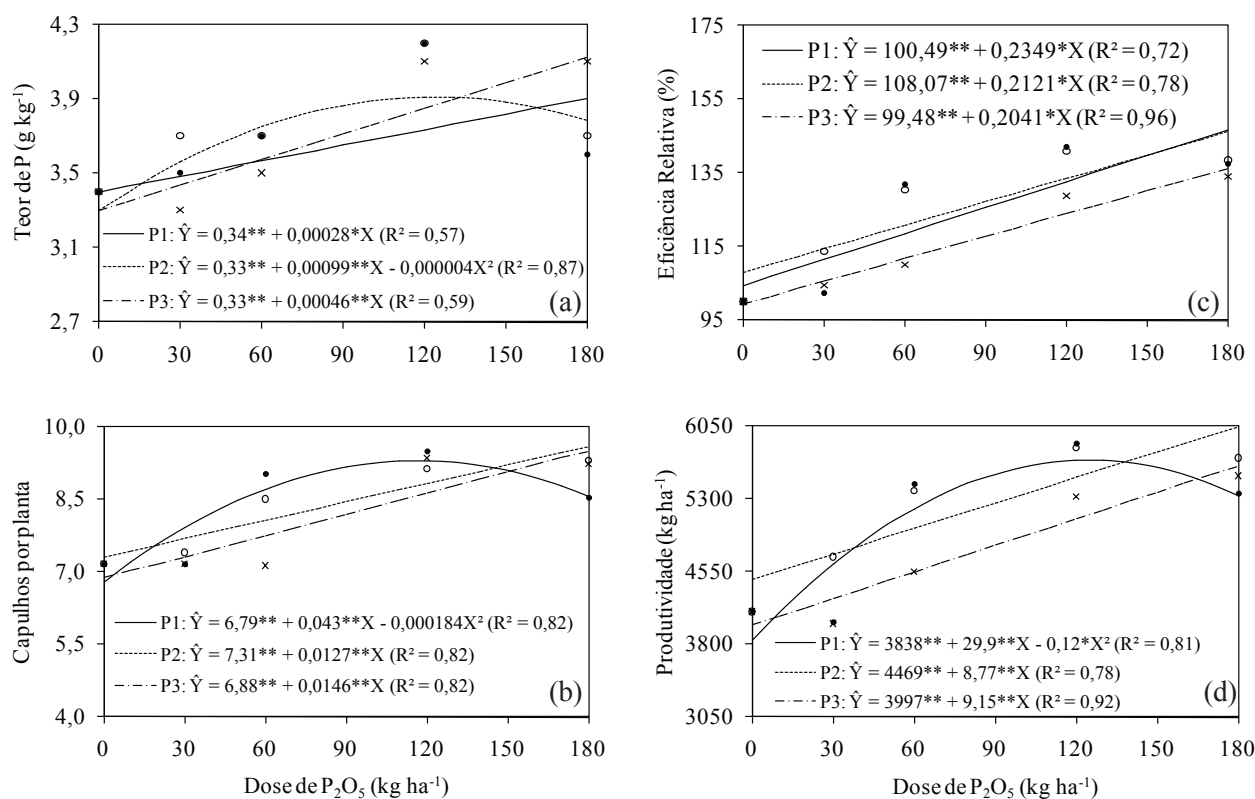 4,3
3,9
3,5
3,1
2,7
Teor de P (g kg⁻¹)
P1: Ŷ = 0,34** + 0,00028*X (R² = 0,57)
P2: Ŷ = 0,33** + 0,00099**X - 0,000004X² (R² = 0,87)
P3: Ŷ = 0,33** + 0,00046**X (R² = 0,59)
(a)
0 30 60 90 120 150 180
175
155
135
115
95
Eficiência Relativa (%)
P1: Ŷ = 100,49** + 0,2349*X (R² = 0,72)
P2: Ŷ = 108,07** + 0,2121*X (R² = 0,78)
P3: Ŷ = 99,48** + 0,2041*X (R² = 0,96)
(c)
0 30 60 90 120 150 180
10,0
8,5
7,0
5,5
4,0
Capulhos por planta
P1: Ŷ = 6,79** + 0,043**X - 0,000184X² (R² = 0,82)
P2: Ŷ = 7,31** + 0,0127**X (R² = 0,82)
P3: Ŷ = 6,88** + 0,0146**X (R² = 0,82)
(b)
0 30 60 90 120 150 180
Dose de P₂O₅ (kg ha⁻¹)
6050
5300
4550
3800
3050
Produtividade (kg ha⁻¹)
P1: Ŷ = 3838** + 29,9**X - 0,12*X² (R² = 0,81)
P2: Ŷ = 4469** + 8,77**X (R² = 0,78)
P3: Ŷ = 3997** + 9,15**X (R² = 0,92)
(d)
0 30 60 90 120 150 180
Dose de P₂O₅ (kg ha⁻¹)